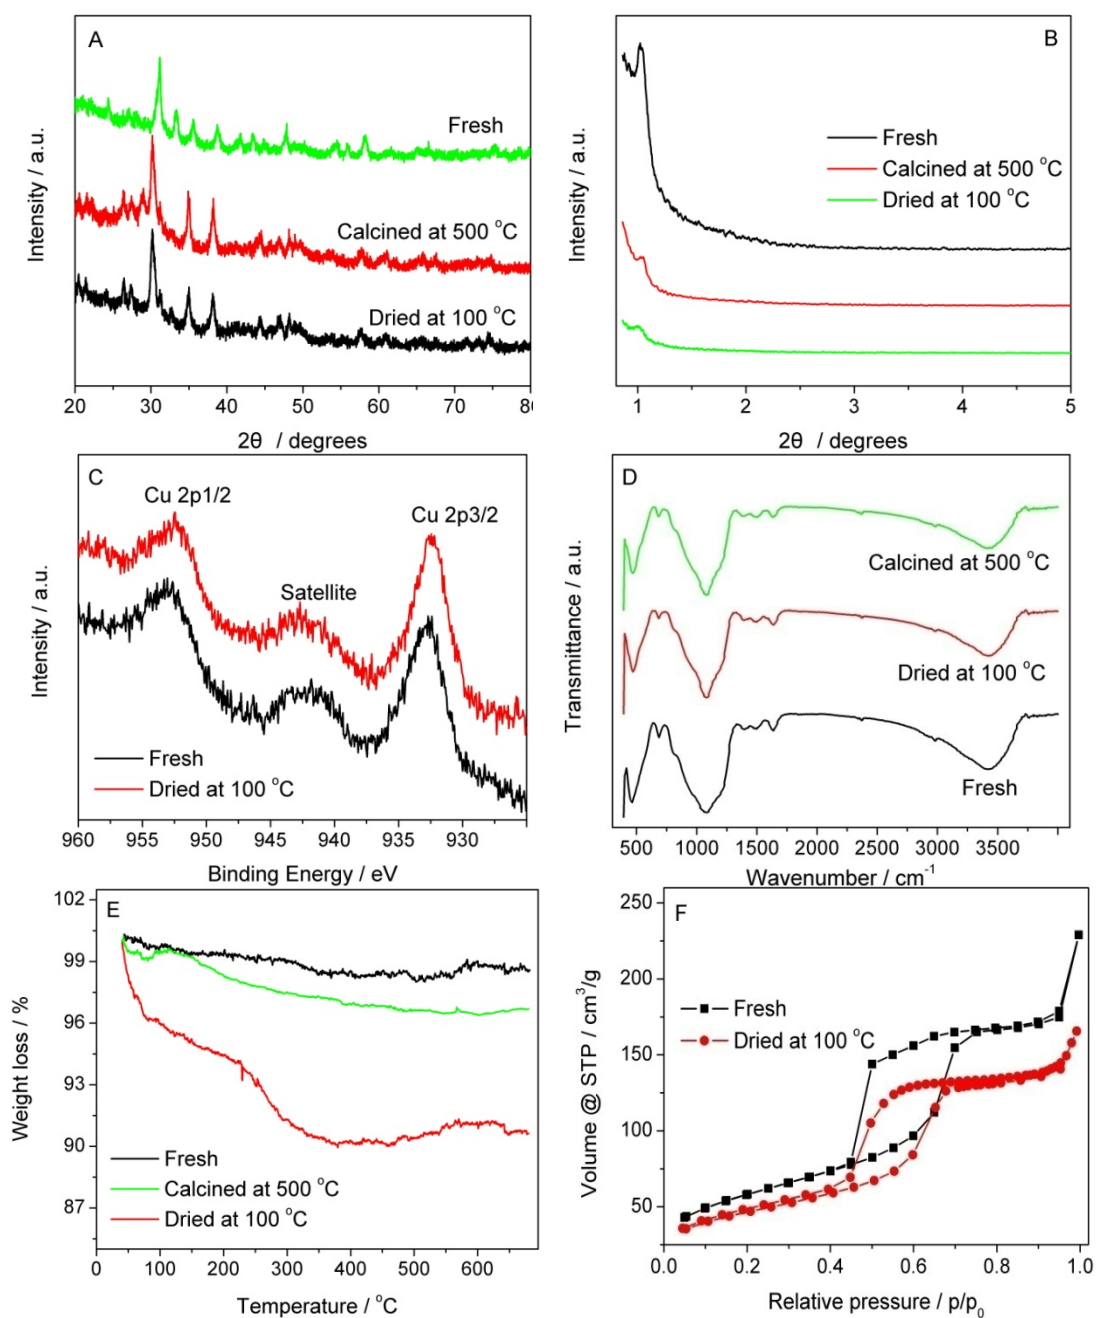 A
Fresh
Calcined at 500 °C
Dried at 100 °C
Intensity / a.u.
20 30 40 50 60 70 80
2θ / degrees
B
Fresh
Calcined at 500 °C
Dried at 100 °C
Intensity / a.u.
1 2 3 4 5
2θ / degrees
C
Cu 2p1/2
Cu 2p3/2
Satellite
Fresh
Dried at 100 °C
Intensity / a.u.
960 955 950 945 940 935 930
Binding Energy / eV
D
Calcined at 500 °C
Dried at 100 °C
Fresh
Transmittance / a.u.
500 1000 1500 2000 2500 3000 3500
Wavenumber / cm⁻¹
E
102
99
96
93
90
87
Weight loss / %
Fresh
Calcined at 500 °C
Dried at 100 °C
0 100 200 300 400 500 600
Temperature / °C
F
250
200
150
100
50
Volume @ STP / cm³/g
Fresh
Dried at 100 °C
0.0 0.2 0.4 0.6 0.8 1.0
Relative pressure / p/p₀